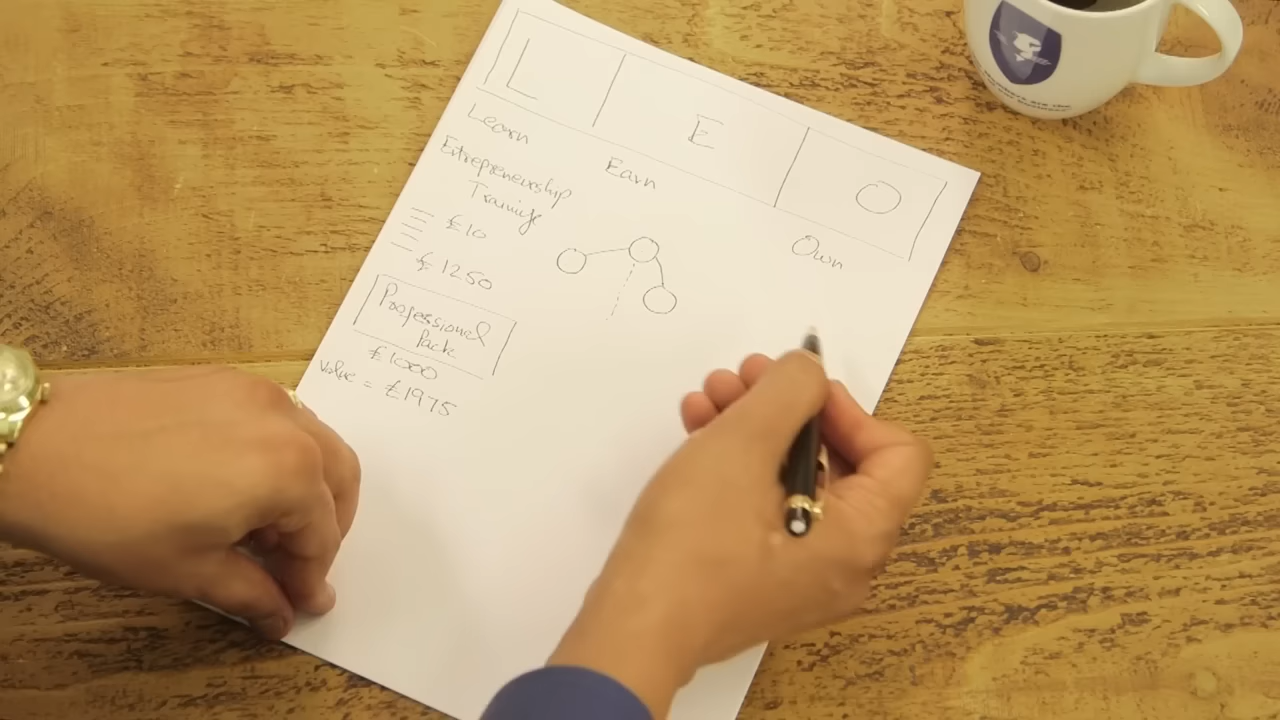 L E O
Learn
Earn
Own
Entrepreneurship
Training
£10
£1250
Professional
Pack
£1000
Value = £1975